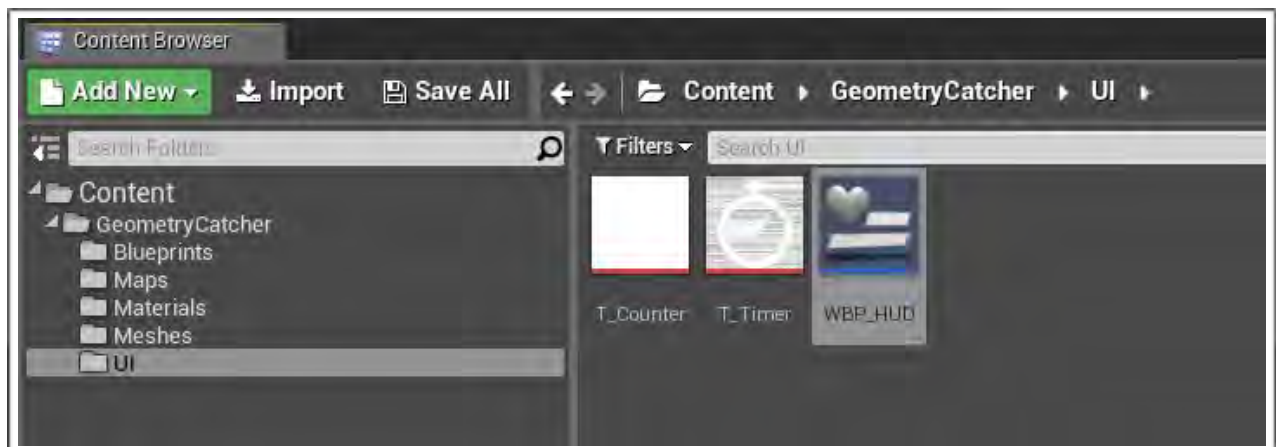 Content Browser
Add New Import Save All Content GeometryCatcher UI
Search Folders Filters Search UI
Content
GeometryCatcher
Blueprints
Maps
Materials
Meshes
UI
T_Counter T_Timer WBP_HUD